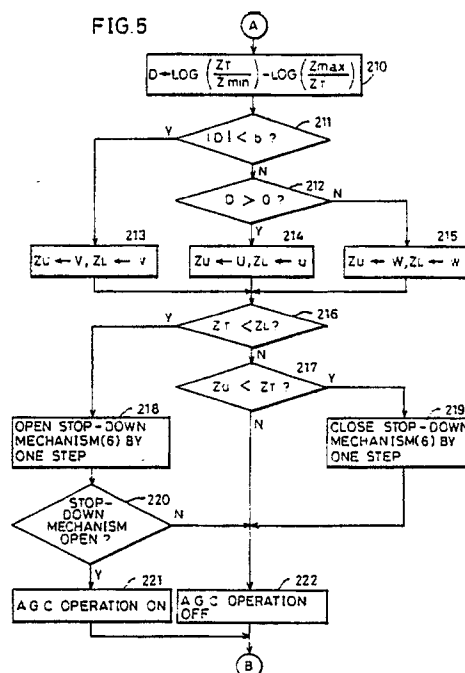 FIG.5
A
D←LOG (ZT/Zmin)-LOG(Zmax/ZT)
210
211
Y
|D| < b ?
N
212
D > 0 ?
N
Y
213
214
215
ZU ← V, ZL ← v
ZU ← U, ZL ← u
ZU ← W, ZL ← w
216
Y
ZT < ZL?
N
217
ZU < ZT ?
Y
N
218
219
OPEN STOP-DOWN
MECHANISM(6) BY
ONE STEP
CLOSE STOP-DOWN
MECHANISM(6) BY
ONE STEP
220
STOP-
DOWN
MECHANISM
OPEN ?
N
Y
221
222
AGC OPERATION ON
AGC OPERATION
OFF
B